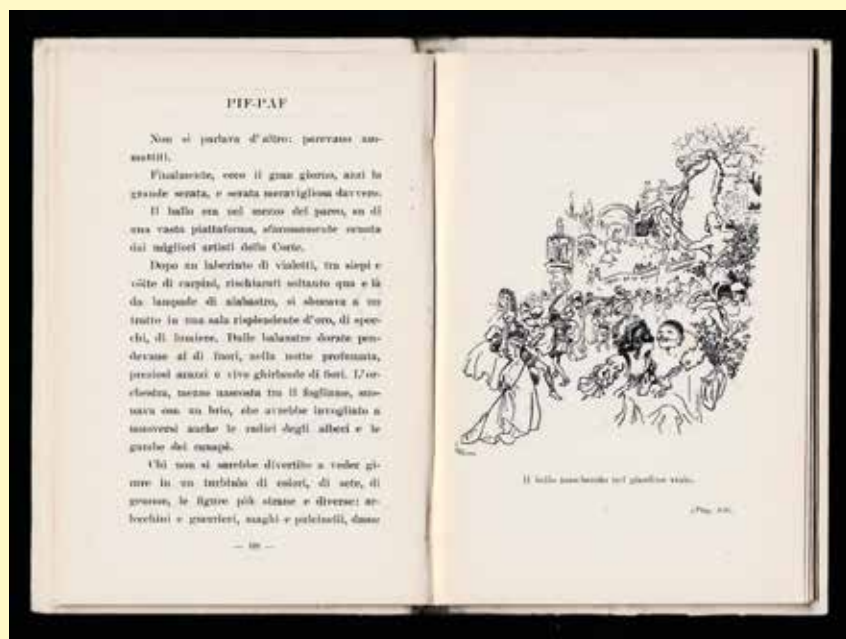 PIF-PAF
Non si parlava d'altro: parevano am-
mattiti.
Finalmente, ecco il gran giorno, anzi la
grande serata, e serata meravigliosa davvero.
Il ballo era nel mezzo del parco, su di
una vasta piattaforma, sfarzosamente ornata
dai migliori artisti della Corte.
Dopo un laberinto di vialetti, tra siepi e
vôlte di carpini, rischiarati soltanto qua e là
da lampade di alabastro, si sboccava a un
tratto in una sala risplendente d'oro, di spec-
chi, di lumiere. Dalle balaustre dorate pen-
devano al di fuori, nella notte profumata,
preziosi arazzi e vive ghirlande di fiori. L'or-
chestra, mezzo nascosta tra il fogliame, suo-
nava con un brio, che avrebbe invogliato a
muoversi anche le radici degli alberi e le
gambe dei canapè.
Chi non si sarebbe divertito a veder gi-
rare in un turbinio di colori, di sete, di
gemme, le figure più strane e diverse: ar-
lecchini e guerrieri, maghi e pulcinelli, dame
Il ballo mascherato nel giardino reale.
(Pag.